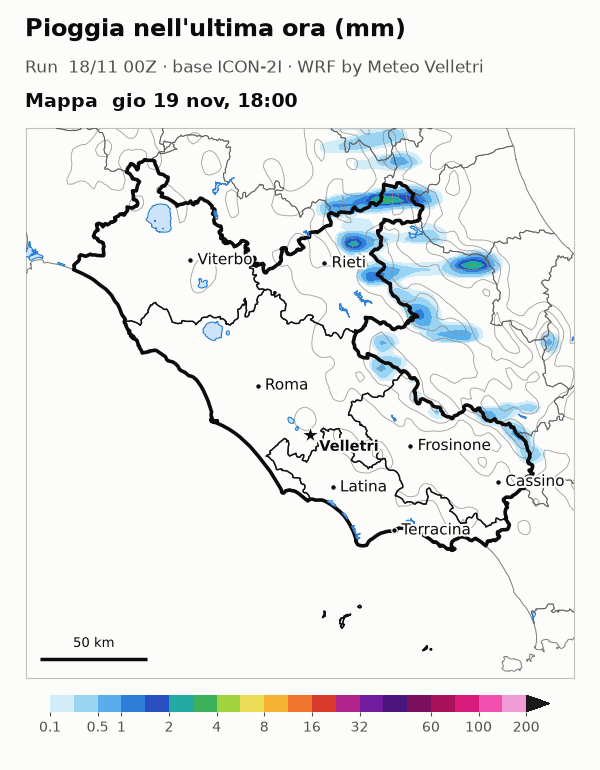 Pioggia nell'ultima ora (mm)
Run  18/11 00Z · base ICON-2I · WRF by Meteo Velletri
Mappa  gio 19 nov, 18:00
Viterbo
Rieti
Roma
Velletri
Frosinone
Cassino
Latina
Terracina
50 km
0.1 0.5 1 2 4 8 16 32 60 100 200